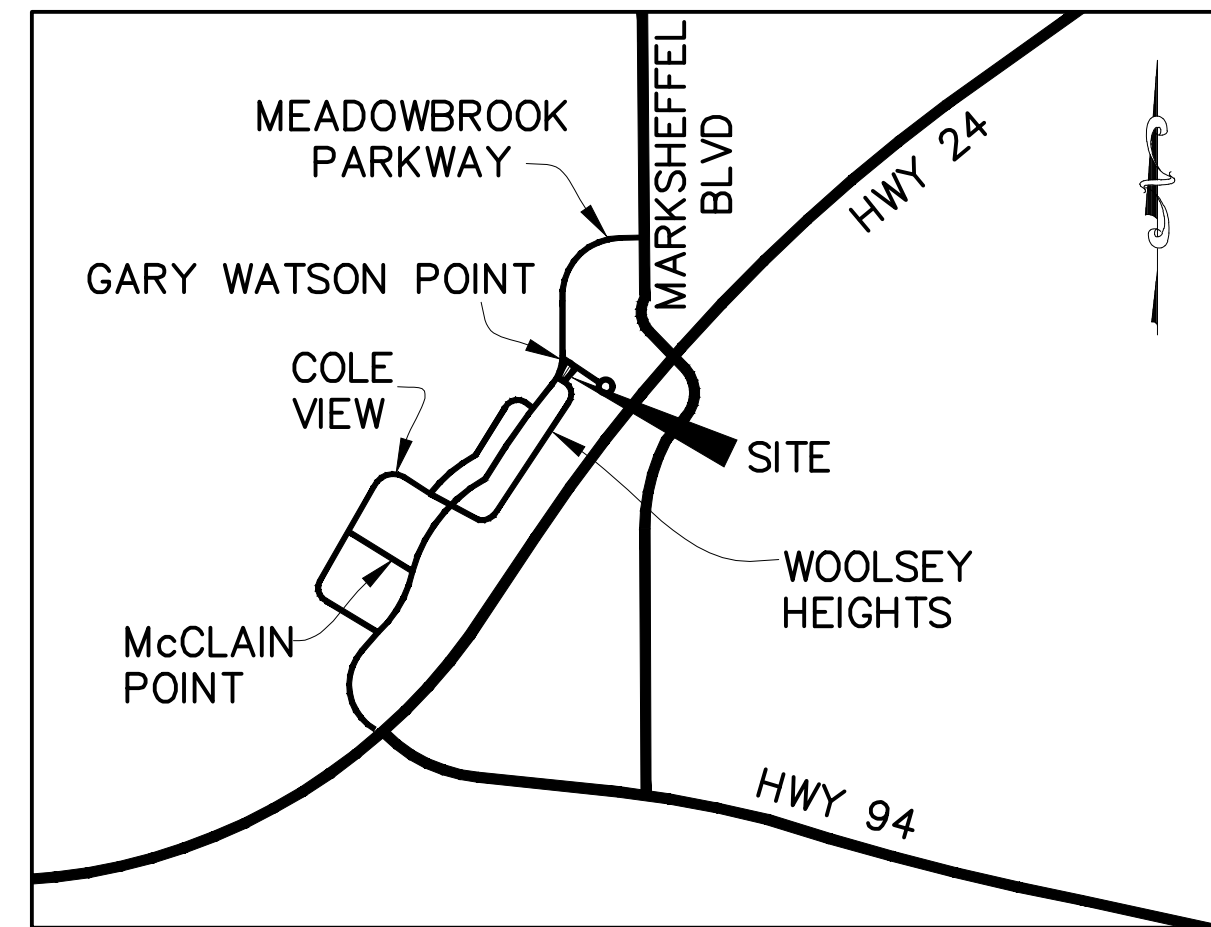 MEADOWBROOK
PARKWAY
MARKSHEFFEL
BLVD
HWY 24
GARY WATSON POINT
COLE
VIEW
SITE
WOOLSEY
HEIGHTS
McCLAIN
POINT
HWY 94